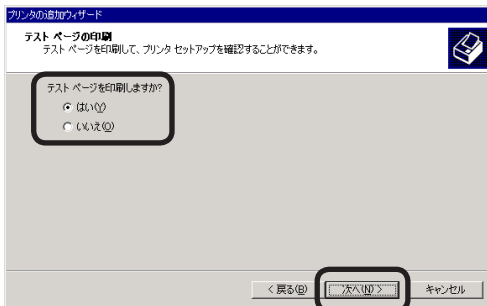 プリンタの追加ウィザード
テスト ページの印刷
テスト ページを印刷して、プリンタ セットアップを確認することができます。
テスト ページを印刷しますか?
はい(Y)
いいえ(O)
< 戻る(B)
次へ(N) >
キャンセル